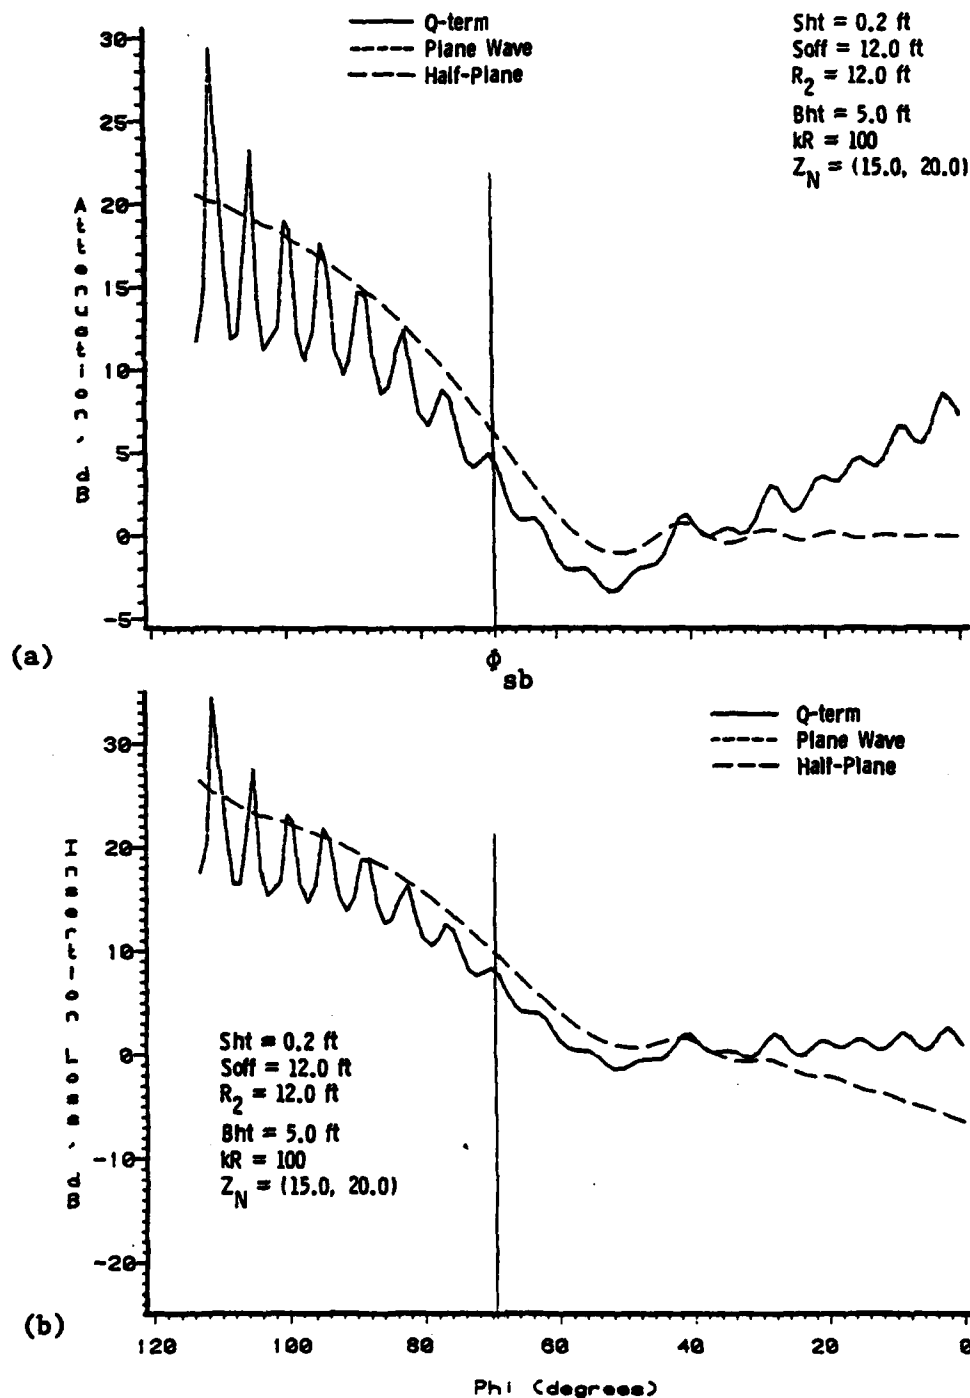 Q-term
Plane Wave
Half-Plane
Sht = 0.2 ft
Soff = 12.0 ft
R2 = 12.0 ft
Bht = 5.0 ft
kR = 100
ZN = (15.0, 20.0)
30
25
20
15
10
5
0
-5
Attenuation, dB
(a)
Φsb
Q-term
Plane Wave
Half-Plane
30
20
10
0
-10
-20
Insertion Loss, dB
Sht = 0.2 ft
Soff = 12.0 ft
R2 = 12.0 ft
Bht = 5.0 ft
kR = 100
ZN = (15.0, 20.0)
(b)
120 100 80 60 40 20 0
Phi (degrees)